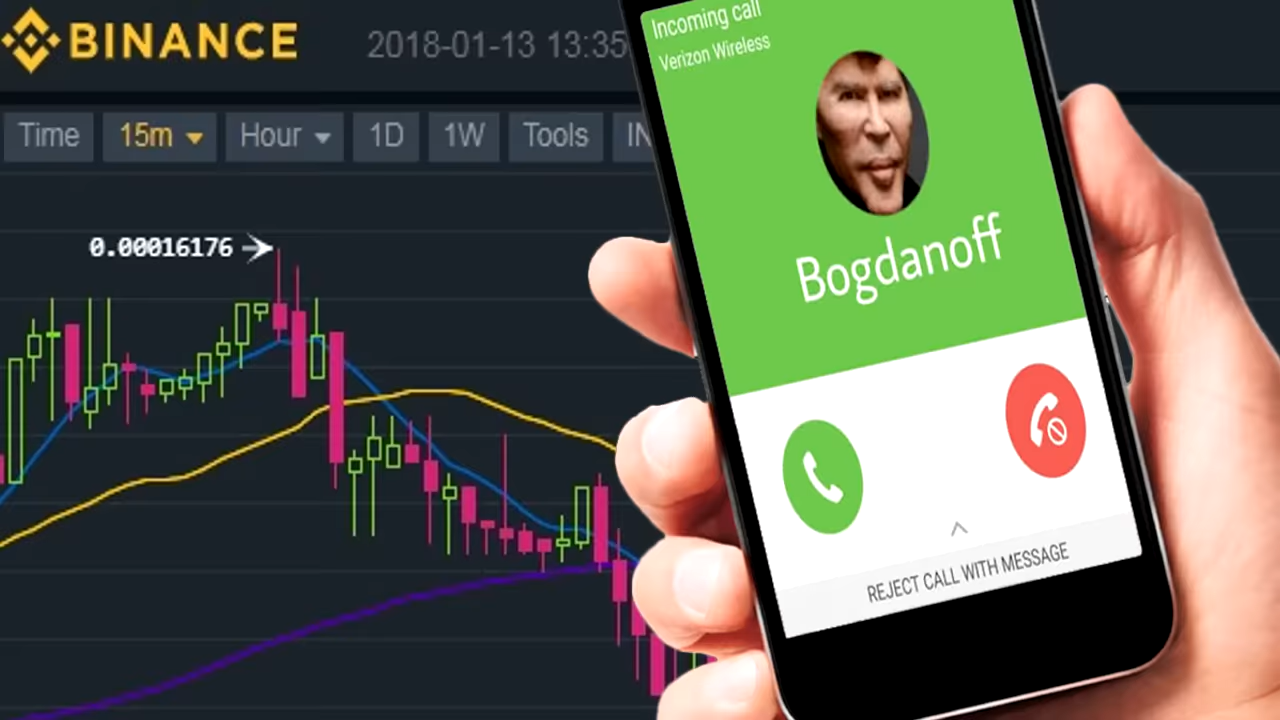 BINANCE
2018-01-13 13:35
Time
15m
Hour
1D
1W
Tools
0.00016176
Incoming call
Verizon Wireless
Bogdanoff
REJECT CALL WITH MESSAGE